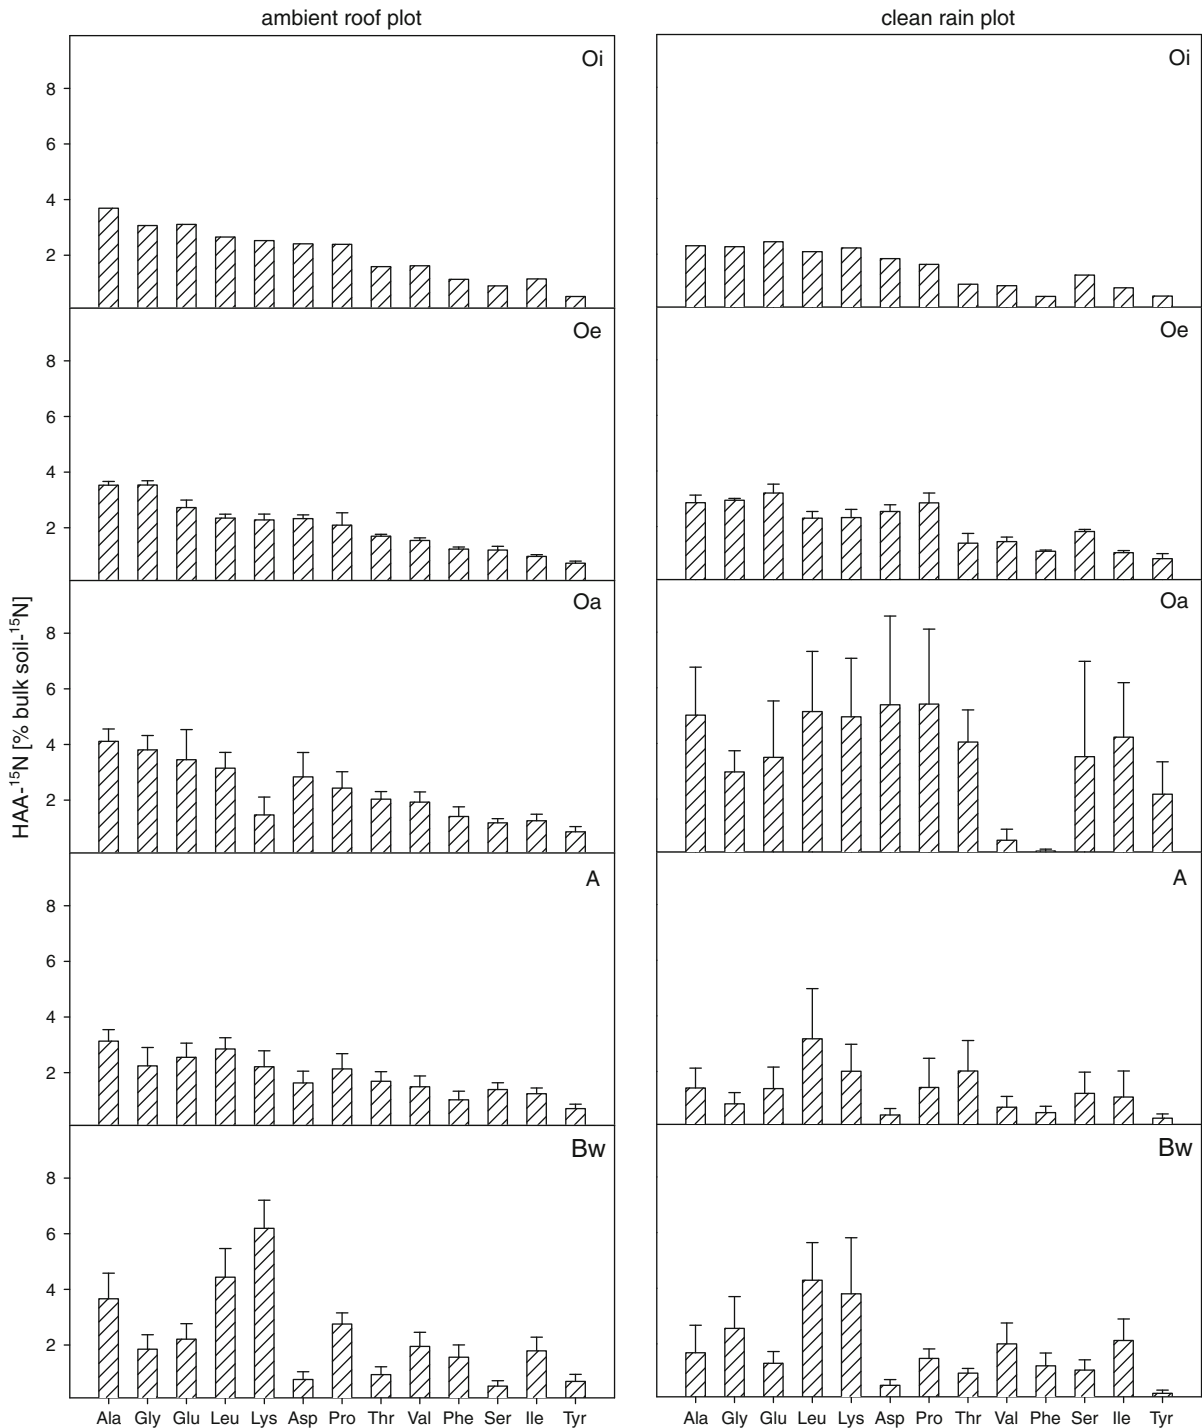 ambient roof plot
clean rain plot
HAA-¹⁵N [% bulk soil-¹⁵N]
Oi
Oi
8
6
4
2
Oe
Oe
8
6
4
2
Oa
Oa
8
6
4
2
A
A
8
6
4
2
Bw
Bw
8
6
4
2
Ala Gly Glu Leu Lys Asp Pro Thr Val Phe Ser Ile Tyr
Ala Gly Glu Leu Lys Asp Pro Thr Val Phe Ser Ile Tyr